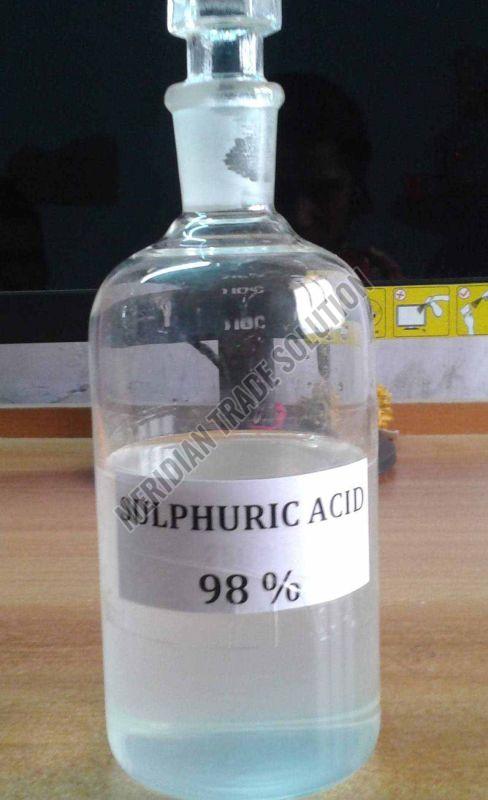 SULPHURIC ACID
98 %
MERIDIAN TRADE SOLUTION